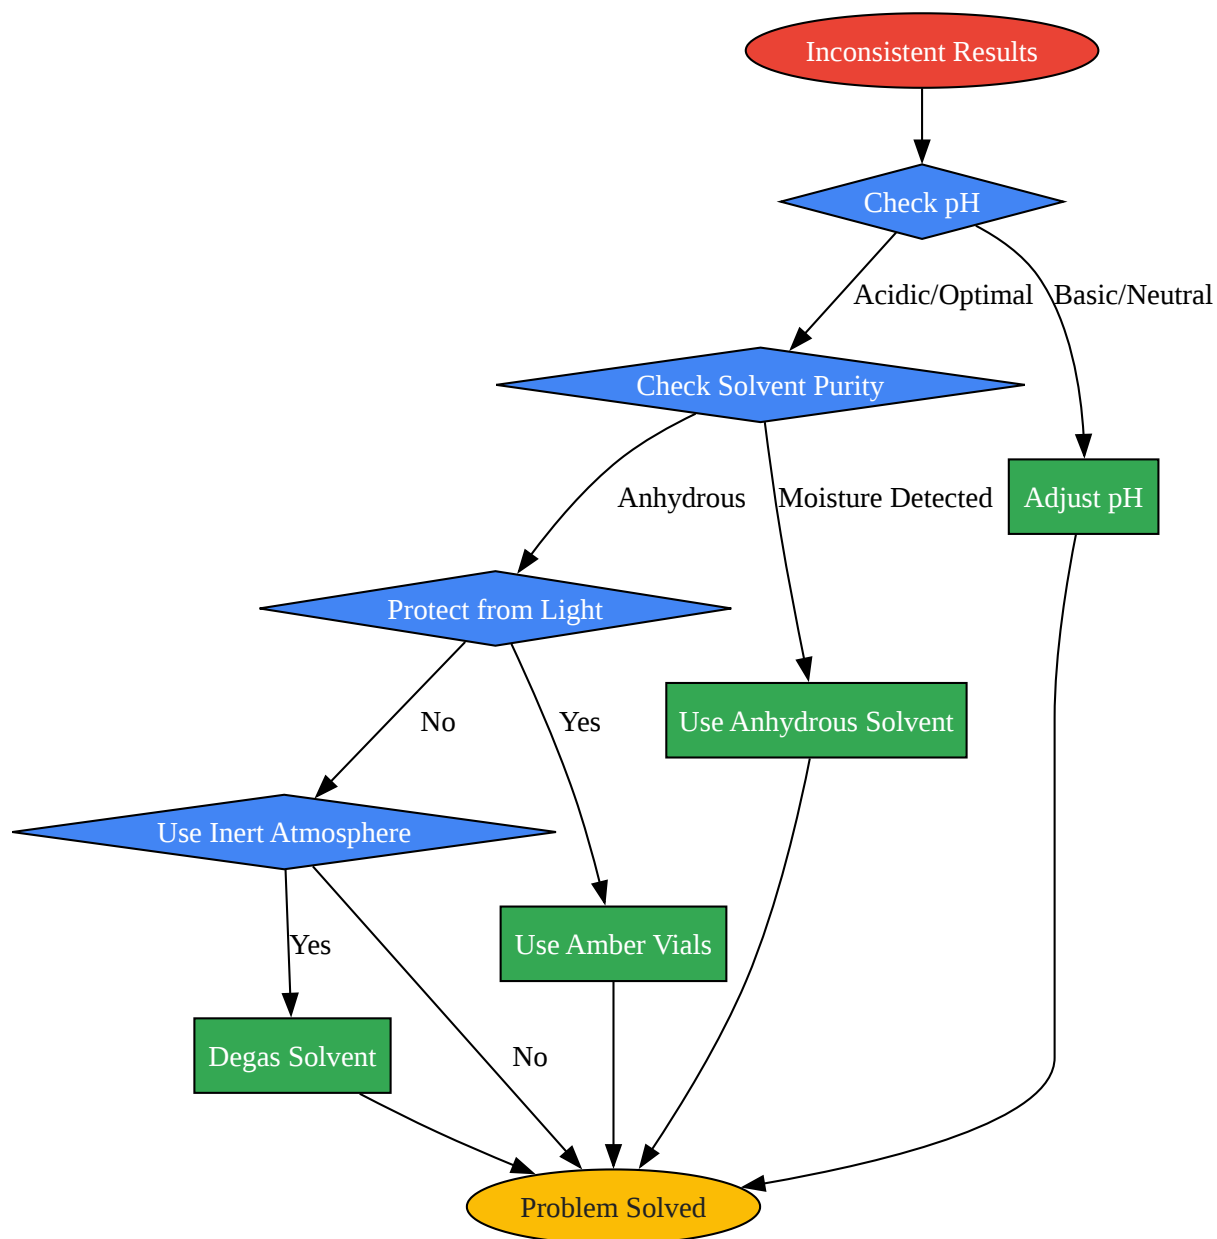 Inconsistent Results
Check pH
Acidic/Optimal
Basic/Neutral
Check Solvent Purity
Anhydrous
Moisture Detected
Adjust pH
Protect from Light
No
Yes
Use Anhydrous Solvent
Use Inert Atmosphere
Yes
Use Amber Vials
Degas Solvent
No
Problem Solved